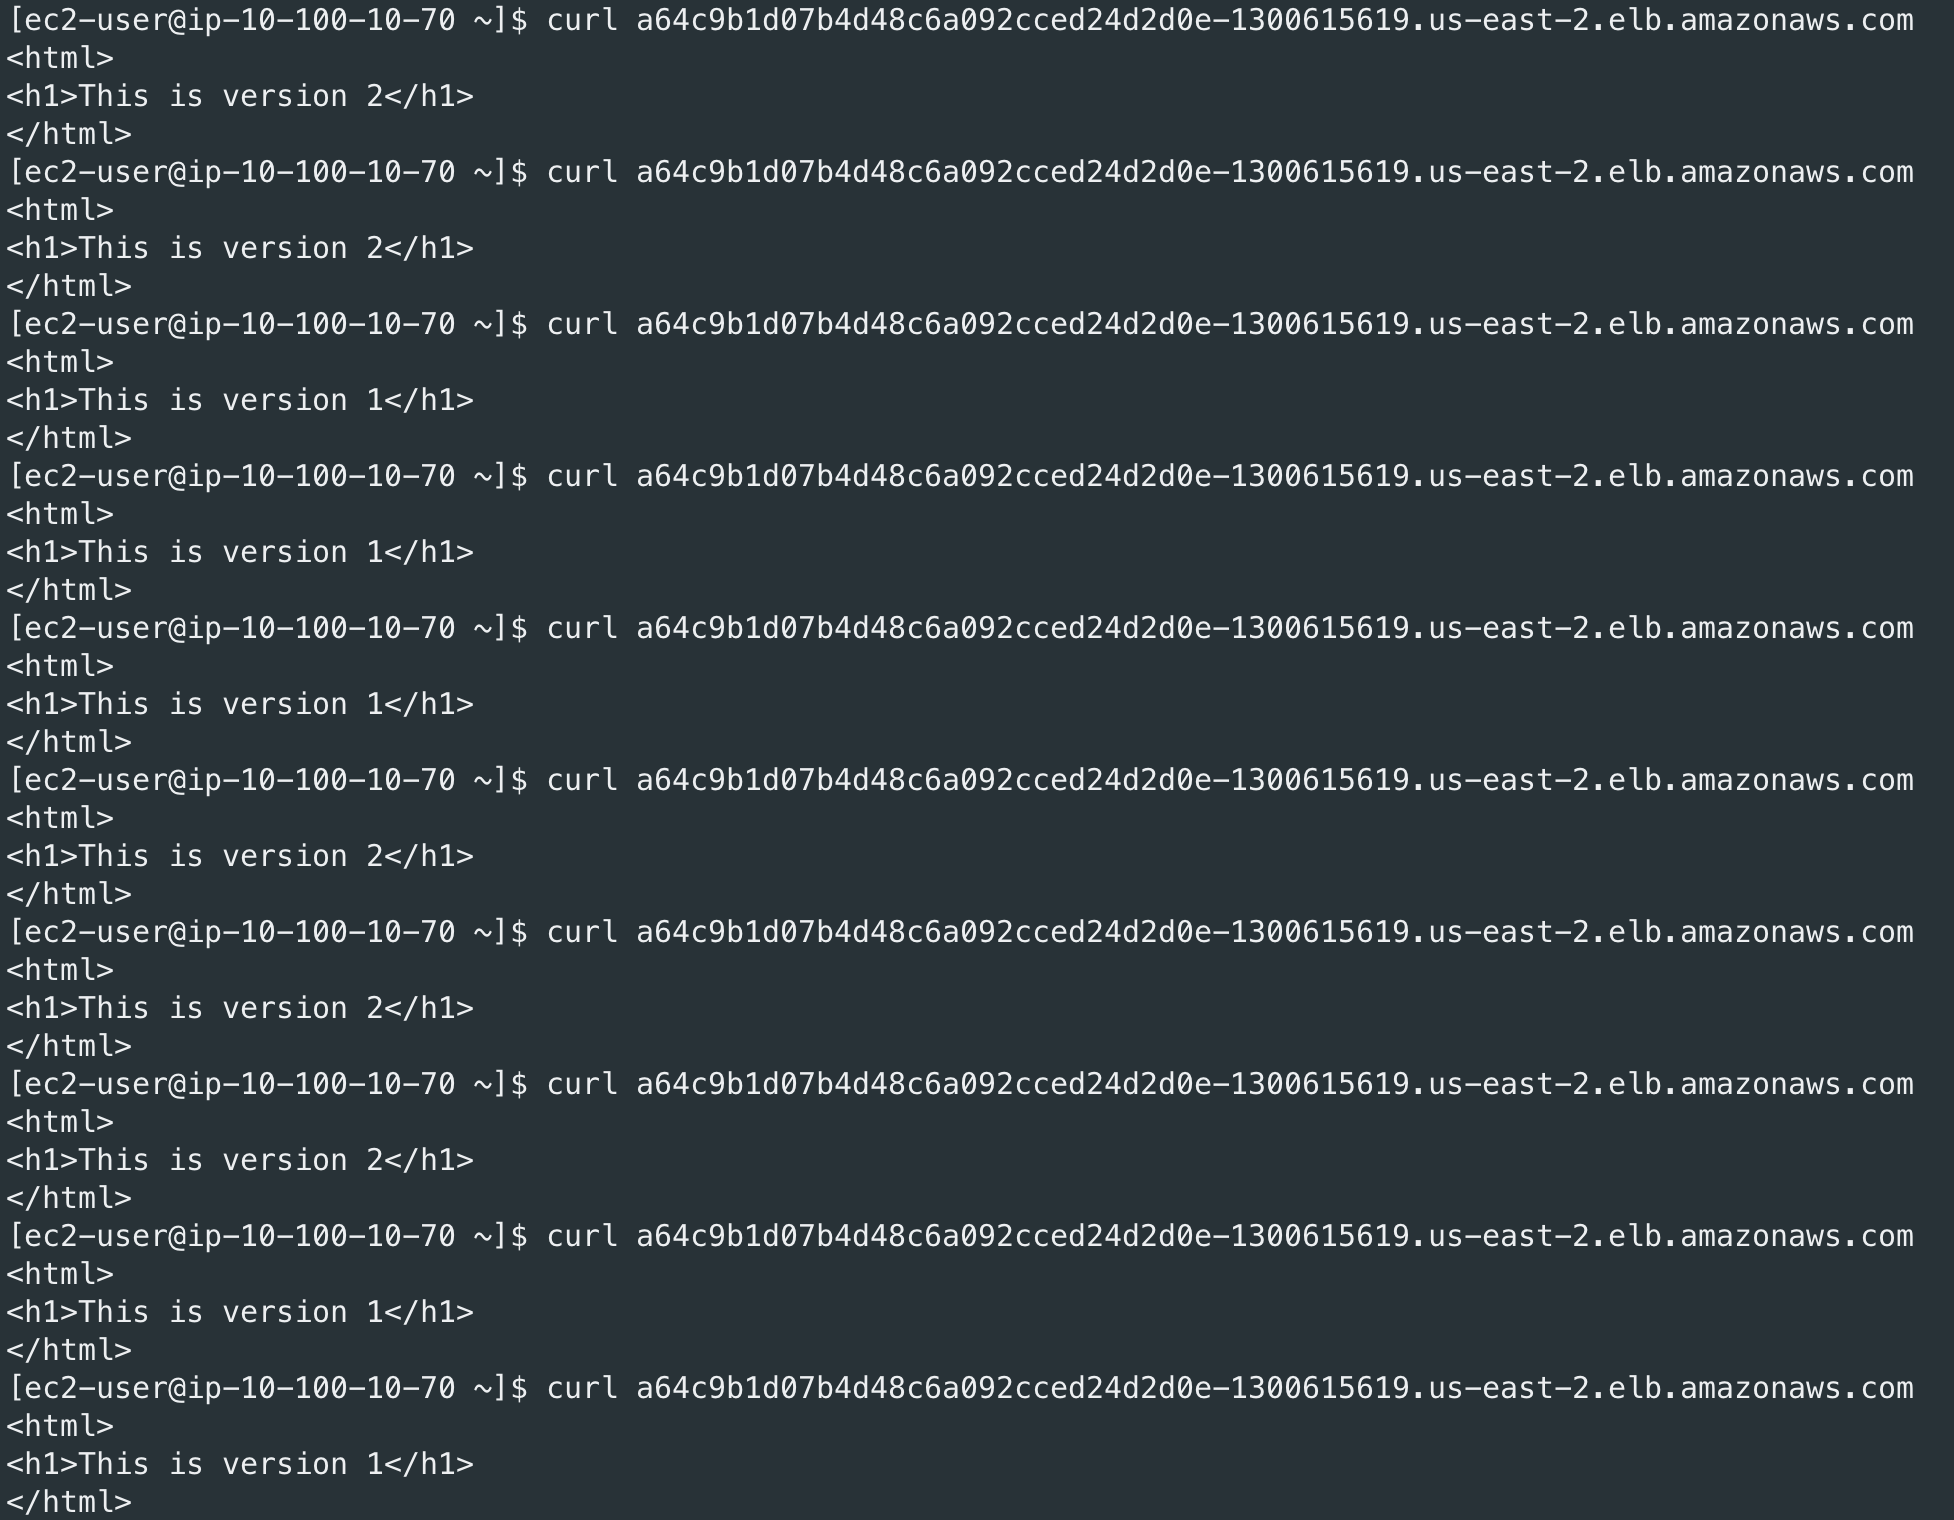 [ec2-user@ip-10-100-10-70 ~]$ curl a64c9b1d07b4d48c6a092cced24d2d0e-1300615619.us-east-2.elb.amazonaws.com
<html>
<h1>This is version 2</h1>
</html>
[ec2-user@ip-10-100-10-70 ~]$ curl a64c9b1d07b4d48c6a092cced24d2d0e-1300615619.us-east-2.elb.amazonaws.com
<html>
<h1>This is version 2</h1>
</html>
[ec2-user@ip-10-100-10-70 ~]$ curl a64c9b1d07b4d48c6a092cced24d2d0e-1300615619.us-east-2.elb.amazonaws.com
<html>
<h1>This is version 1</h1>
</html>
[ec2-user@ip-10-100-10-70 ~]$ curl a64c9b1d07b4d48c6a092cced24d2d0e-1300615619.us-east-2.elb.amazonaws.com
<html>
<h1>This is version 1</h1>
</html>
[ec2-user@ip-10-100-10-70 ~]$ curl a64c9b1d07b4d48c6a092cced24d2d0e-1300615619.us-east-2.elb.amazonaws.com
<html>
<h1>This is version 1</h1>
</html>
[ec2-user@ip-10-100-10-70 ~]$ curl a64c9b1d07b4d48c6a092cced24d2d0e-1300615619.us-east-2.elb.amazonaws.com
<html>
<h1>This is version 2</h1>
</html>
[ec2-user@ip-10-100-10-70 ~]$ curl a64c9b1d07b4d48c6a092cced24d2d0e-1300615619.us-east-2.elb.amazonaws.com
<html>
<h1>This is version 2</h1>
</html>
[ec2-user@ip-10-100-10-70 ~]$ curl a64c9b1d07b4d48c6a092cced24d2d0e-1300615619.us-east-2.elb.amazonaws.com
<html>
<h1>This is version 2</h1>
</html>
[ec2-user@ip-10-100-10-70 ~]$ curl a64c9b1d07b4d48c6a092cced24d2d0e-1300615619.us-east-2.elb.amazonaws.com
<html>
<h1>This is version 1</h1>
</html>
[ec2-user@ip-10-100-10-70 ~]$ curl a64c9b1d07b4d48c6a092cced24d2d0e-1300615619.us-east-2.elb.amazonaws.com
<html>
<h1>This is version 1</h1>
</html>